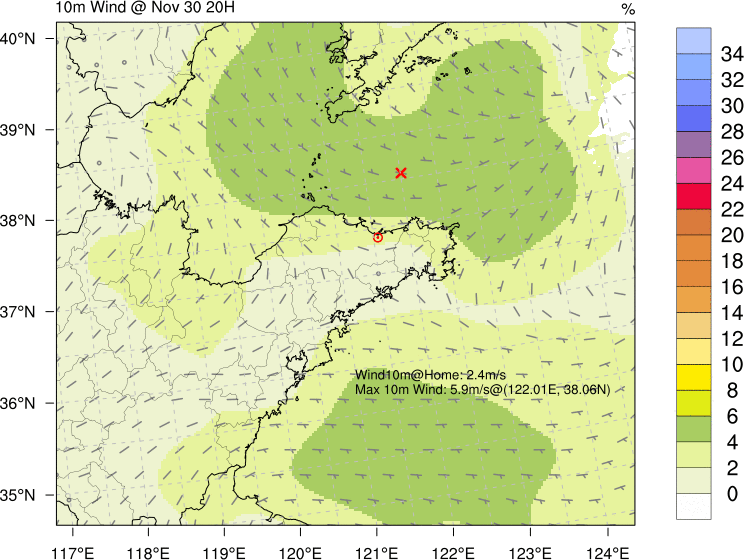 10m Wind @ Nov 30 20H
%
40°N
39°N
38°N
37°N
36°N
35°N
Wind10m@Home: 2.4m/s
Max 10m Wind: 5.9m/s@(122.01E, 38.06N)
117°E
118°E
119°E
120°E
121°E
122°E
123°E
124°E
34
32
30
28
26
24
22
20
18
16
14
12
10
8
6
4
2
0